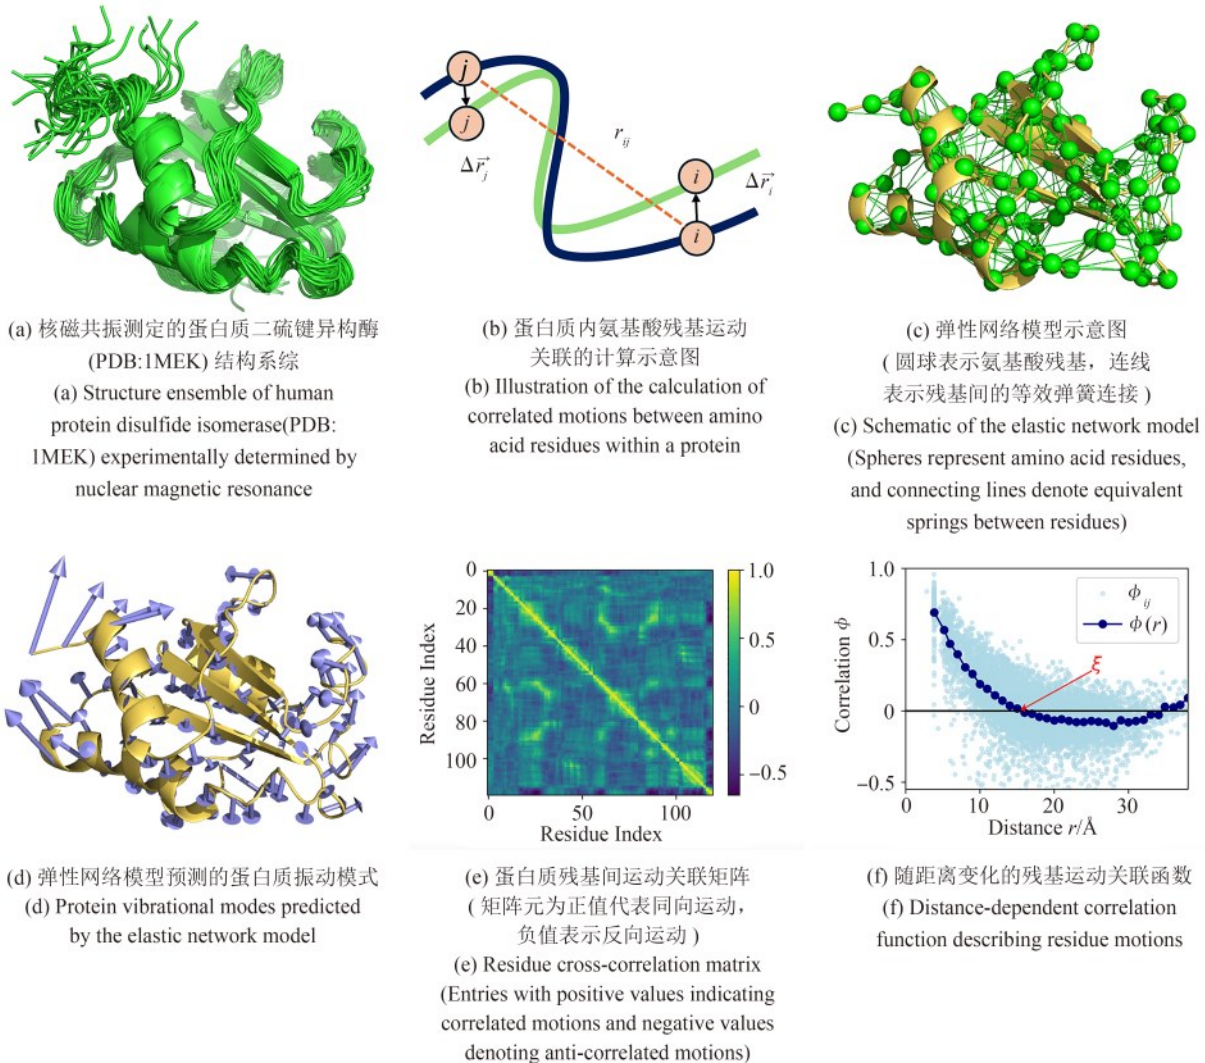 j
j
r_{ij}
Δ\vec{r}_j
i
Δ\vec{r}_i
i
(a) 核磁共振测定的蛋白质二硫键异构酶
(PDB:1MEK) 结构系综
(a) Structure ensemble of human
protein disulfide isomerase(PDB:
1MEK) experimentally determined by
nuclear magnetic resonance
(b) 蛋白质内氨基酸残基运动
关联的计算示意图
(b) Illustration of the calculation of
correlated motions between amino
acid residues within a protein
(c) 弹性网络模型示意图
( 圆球表示氨基酸残基，连线
表示残基间的等效弹簧连接 )
(c) Schematic of the elastic network model
(Spheres represent amino acid residues,
and connecting lines denote equivalent
springs between residues)
0
20
40
60
80
100
Residue Index
0
50
100
Residue Index
1.0
0.5
0
−0.5
1.0
0.5
0
−0.5
Correlation ϕ
0
10
20
30
Distance r/Å
ϕ_{ij}
ϕ(r)
ξ
(d) 弹性网络模型预测的蛋白质振动模式
(d) Protein vibrational modes predicted
by the elastic network model
(e) 蛋白质残基间运动关联矩阵
( 矩阵元为正值代表同向运动，
负值表示反向运动 )
(e) Residue cross-correlation matrix
(Entries with positive values indicating
correlated motions and negative values
denoting anti-correlated motions)
(f) 随距离变化的残基运动关联函数
(f) Distance-dependent correlation
function describing residue motions